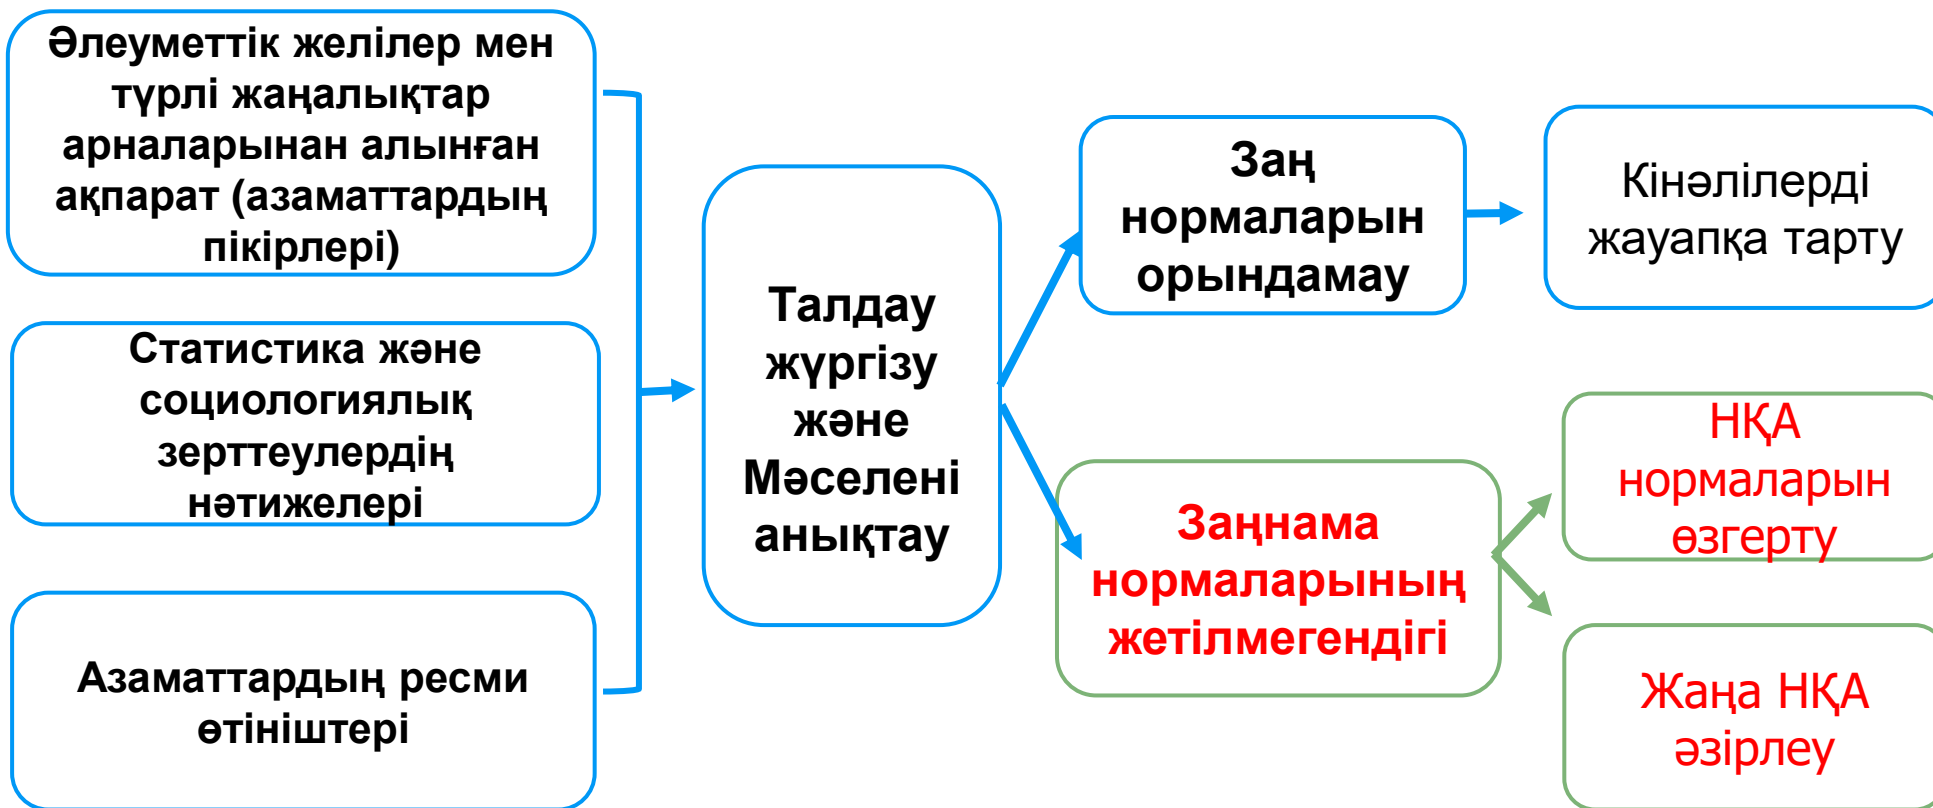 Әлеуметтік желілер мен
түрлі жаңалықтар
арналарынан алынған
ақпарат (азаматтардың
пікірлері)
Статистика және
социологиялық
зерттеулердің
нәтижелері
Азаматтардың ресми
өтініштері
Талдау
жүргізу
және
Мәселені
анықтау
Заң
нормаларын
орындамау
Кінәлілерді
жауапқа тарту
Заңнама
нормаларының
жетілмегендігі
НҚА
нормаларын
өзгерту
Жаңа НҚА
әзірлеу